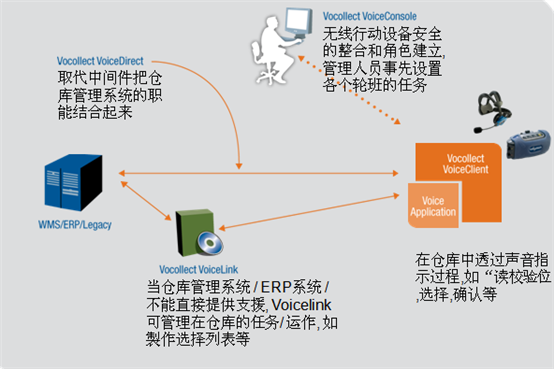 Vocollect VoiceConsole
无线行动设备安全
的整合和角色建立,
管理人员事先设置
各个轮班的任务
Vocollect VoiceDirect
取代中间件把仓
库管理系统的职
能结合起来
WMS/ERP/Legacy
Vocollect
VoiceClient
Voice
Application
Vocollect VoiceLink
当仓库管理系统/ERP系统/
不能直接提供支援, Voicelink
可管理在仓库的任务/运作, 如
製作选择列表等
在仓库中透过声音指
示过程,如“读校验位
,选择,确认等